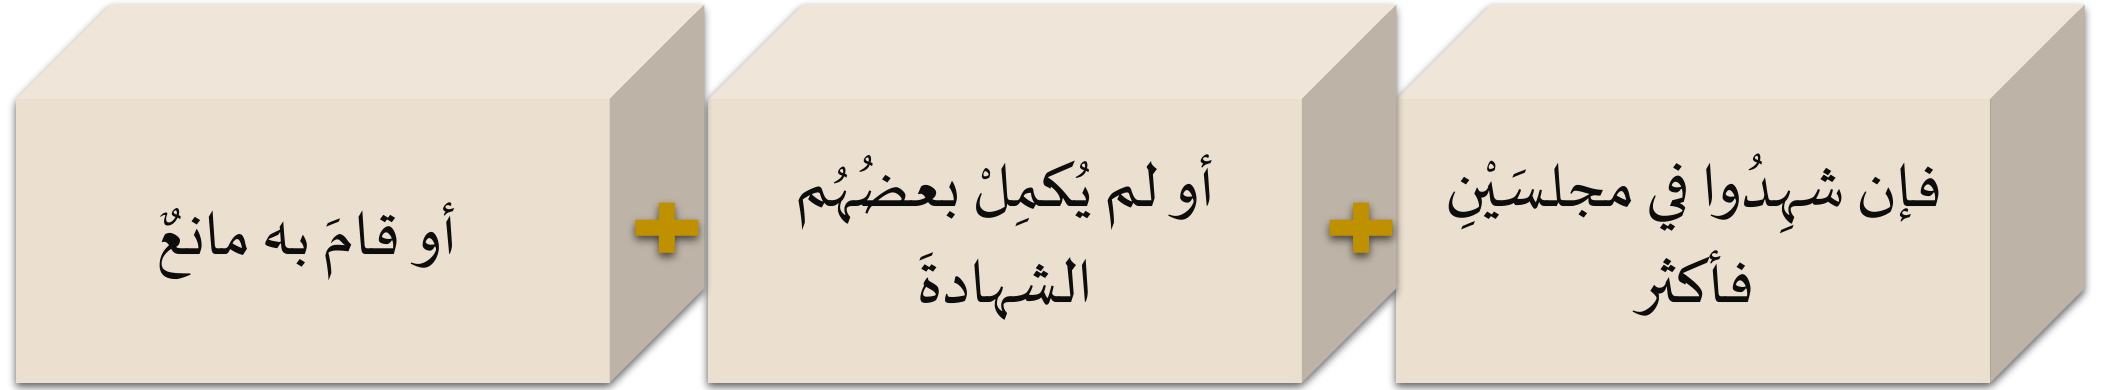 فإن شهِدُوا في مجلسَيْنِ
فأكثر
أو لم يُكمِلْ بعضُهُم
الشهادةَ
أو قامَ به مانعٌ